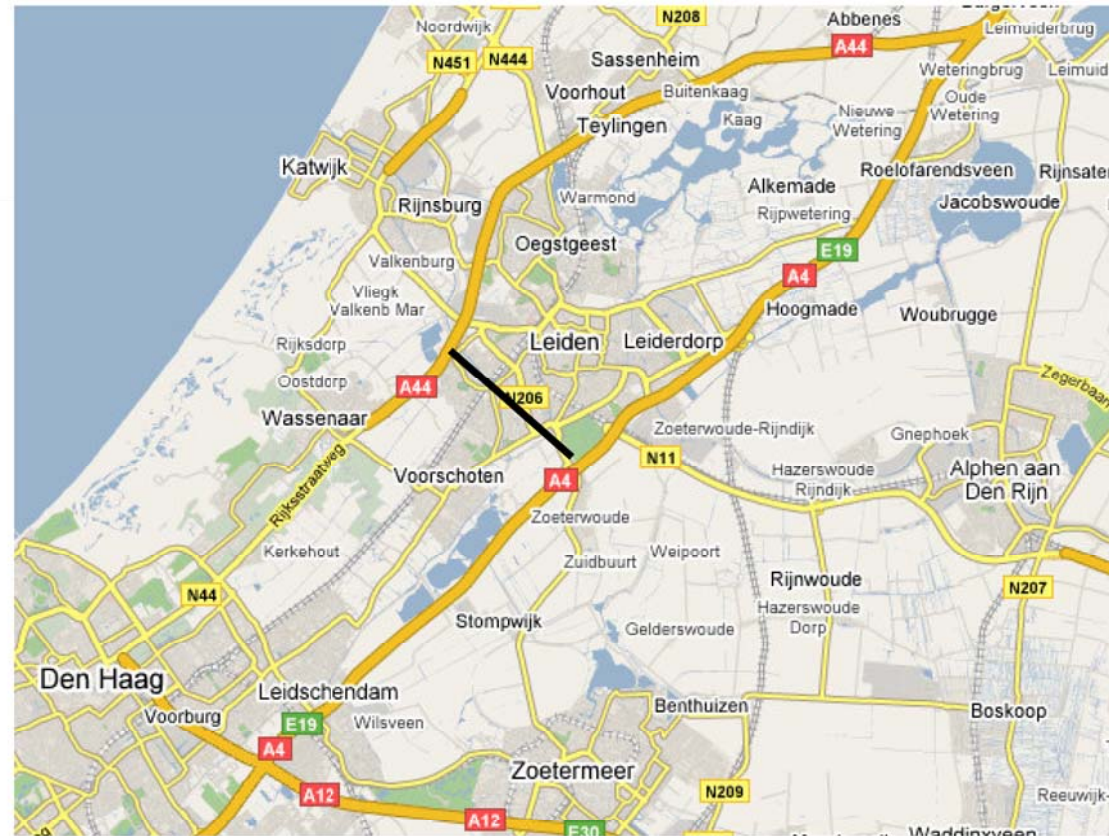 N208
Abbenes
Leimuiderbrug
Noordwijk
A44
N451
N444
Sassenheim
Weteringbrug
Voorhout
Buitenkaag
Oude
Wetering
Nieuwe
Wetering
Kaag
Teylingen
Katwijk
Roelofarendsveen
Alkemade
Warmond
Jacobswoude
Rijnsburg
Rijpwetering
Oegstgeest
E19
Valkenburg
A4
Vliegk
Valkenb Mar
Hoogmade
Woubrugge
Rijksdorp
Leiden
Leiderdorp
Oostdorp
A44
N206
Wassenaar
Zoeterwoude-Rijndijk
Gnephoek
N11
Voorschoten
Hazerswoude
Rijndijk
Alphen aan
Den Rijn
A4
Rijksstraatweg
Zoeterwoude
Kerkehout
Zuidbuurt
Weipoort
Rijnwoude
N207
N44
Hazerswoude
Dorp
Stompwijk
Gelderswoude
Den Haag
Leidschendam
Benthuizen
Boskoop
Voorburg
E19
Wilsveen
A4
Zoetermeer
N209
A12
A12
E30